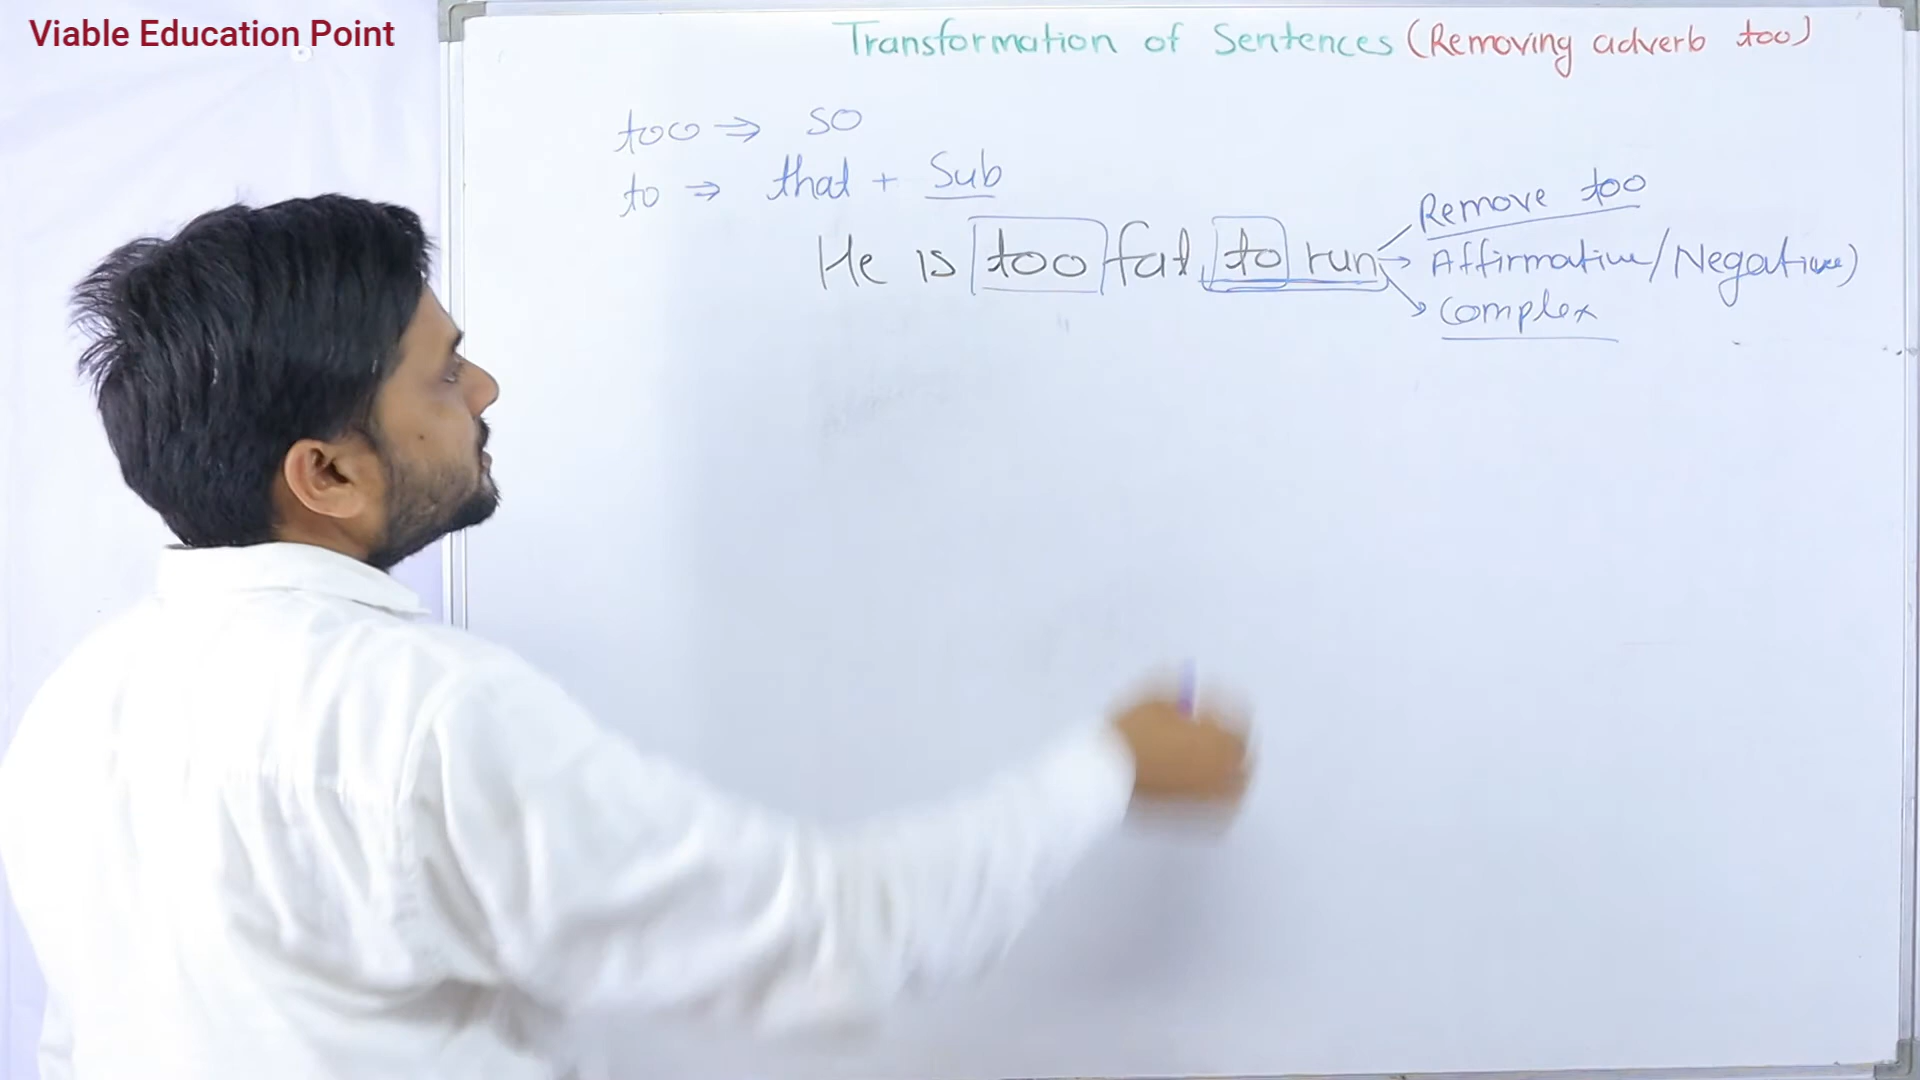 Viable Education Point
Transformation of Sentences (Removing adverb too)
too ⇒ so
to ⇒ that + Sub
He is too fat to run
Remove too
→ Affirmative/Negative)
Complex